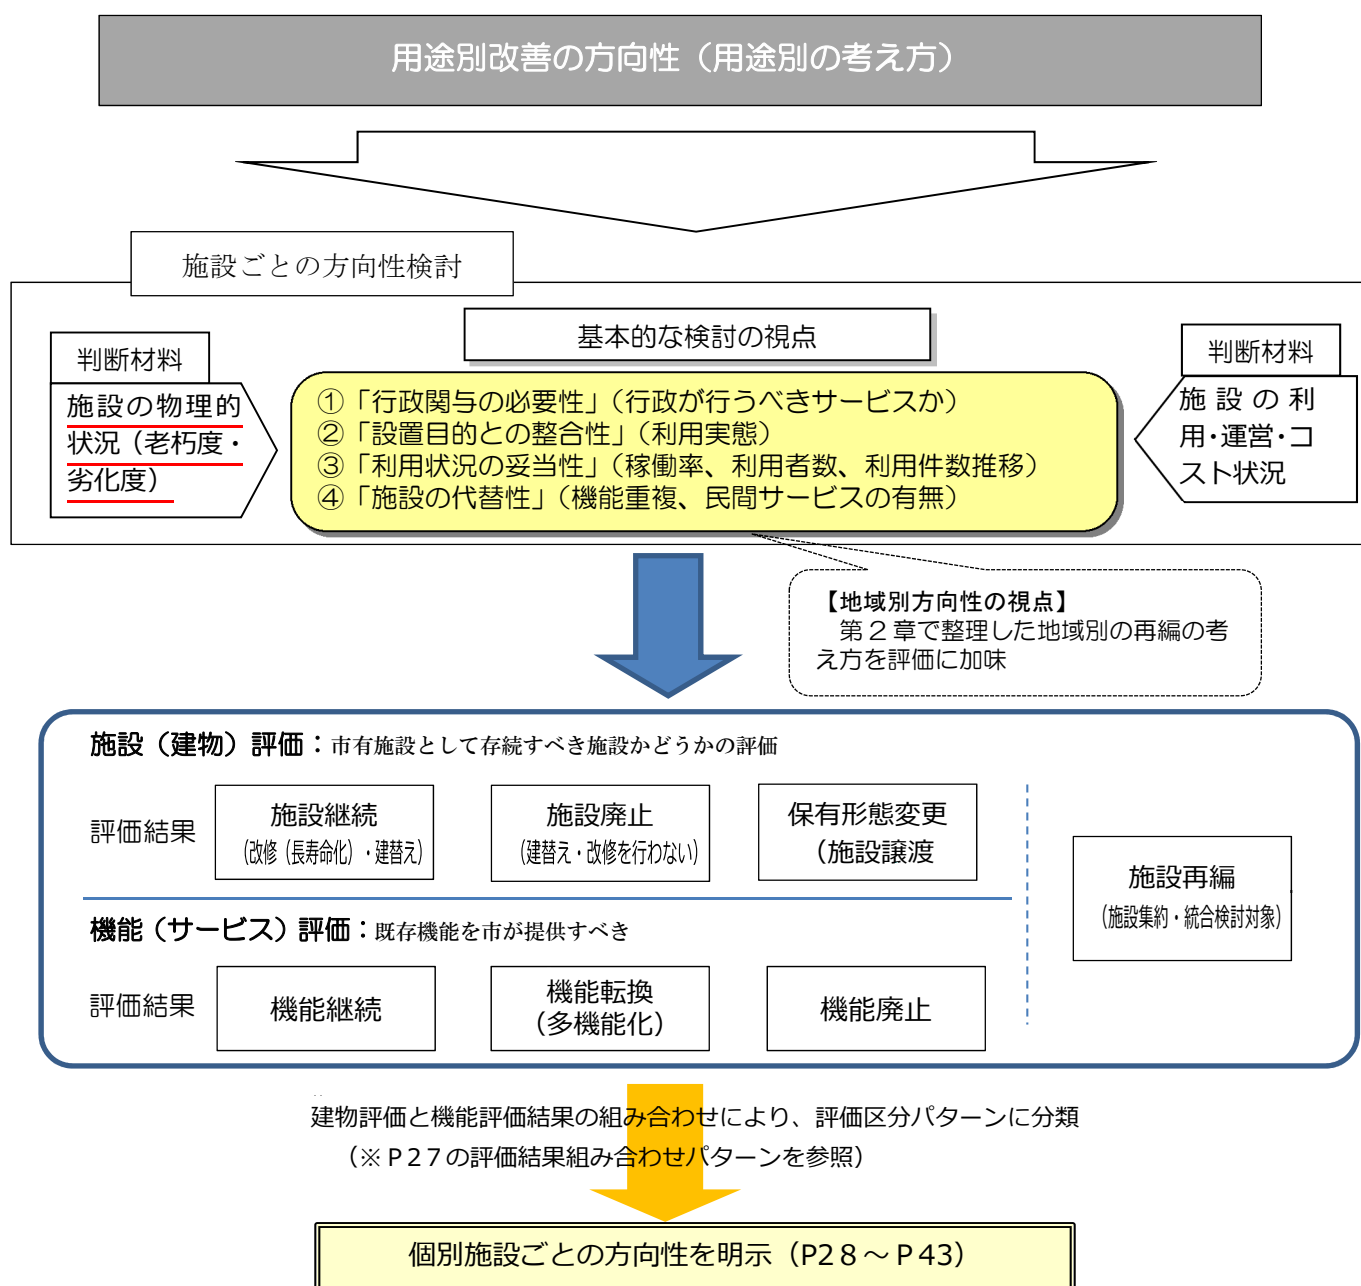 用途別改善の方向性（用途別の考え方）
施設ごとの方向性検討
基本的な検討の視点
判断材料
施設の物理的
状況（老朽度・
劣化度）
①「行政関与の必要性」（行政が行うべきサービスか）
②「設置目的との整合性」（利用実態）
③「利用状況の妥当性」（稼働率、利用者数、利用件数推移）
④「施設の代替性」（機能重複、民間サービスの有無）
判断材料
施設の利
用・運営・コ
スト状況
【地域別方向性の視点】
第２章で整理した地域別の再編の考
え方を評価に加味
施設（建物）評価：市有施設として存続すべき施設かどうかの評価
評価結果
施設継続
（改修（長寿命化）・建替え）
施設廃止
（建替え・改修を行わない）
保有形態変更
（施設譲渡
機能（サービス）評価：既存機能を市が提供すべき
評価結果
機能継続
機能転換
（多機能化）
機能廃止
施設再編
（施設集約・統合検討対象）
建物評価と機能評価結果の組み合わせにより、評価区分パターンに分類
（※Ｐ２７の評価結果組み合わせパターンを参照）
個別施設ごとの方向性を明示（P２８～Ｐ43）